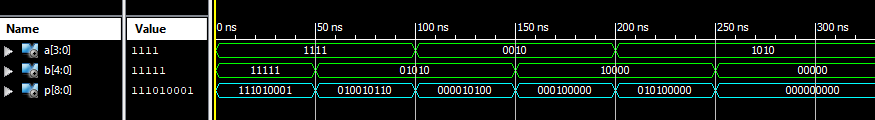 Name Value 0 ns 50 ns 100 ns 150 ns 200 ns 250 ns 300 ns
a[3:0] 1111 1111 0010 1010
b[4:0] 11111 11111 01010 10000 00000
p[8:0] 111010001 111010001 010010110 000010100 000100000 010100000 000000000